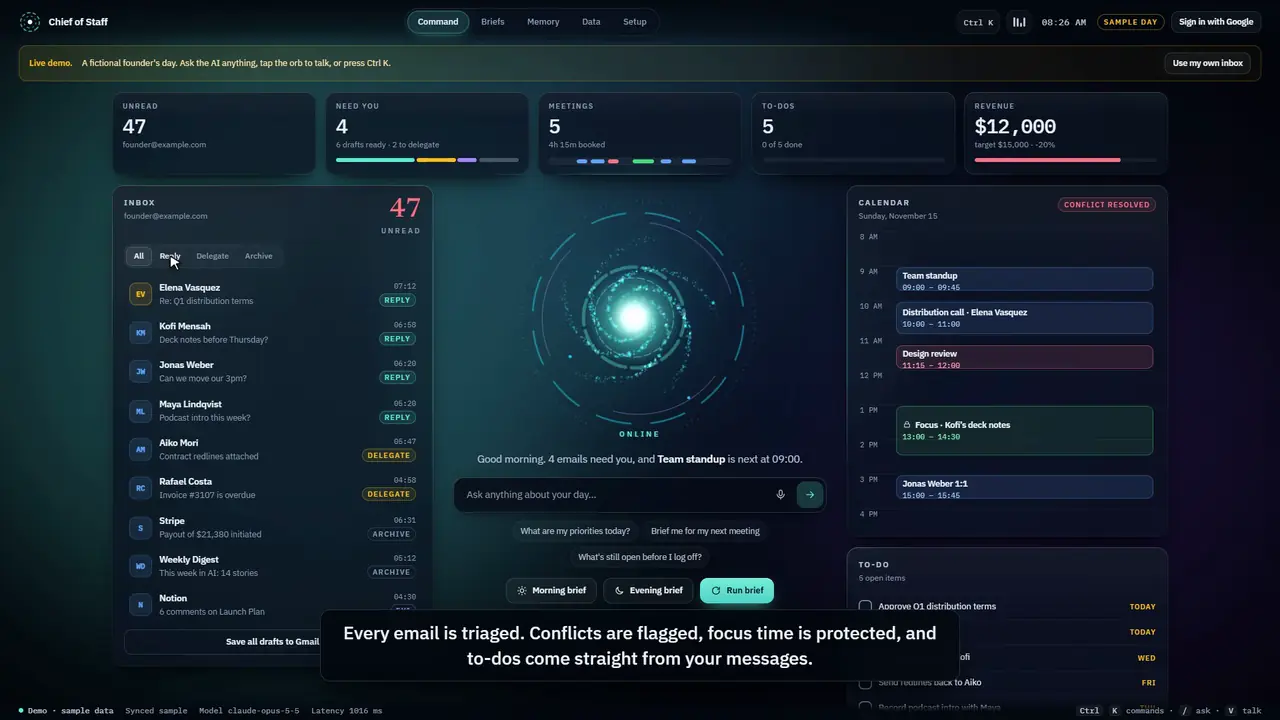 Chief of Staff
Command Briefs Memory Data Setup
Ctrl K
08:26 AM
SAMPLE DAY
Sign in with Google
Live demo. A fictional founder's day. Ask the AI anything, tap the orb to talk, or press Ctrl K.
Use my own inbox
UNREAD
47
founder@example.com
NEED YOU
4
6 drafts ready · 2 to delegate
MEETINGS
5
4h 15m booked
TO-DOS
5
0 of 5 done
REVENUE
$12,000
target $15,000 · -20%
INBOX
founder@example.com
47
UNREAD
All Reply Delegate Archive
EV Elena Vasquez 07:12
Re: Q1 distribution terms REPLY
KM Kofi Mensah 06:58
Deck notes before Thursday? REPLY
JW Jonas Weber 06:20
Can we move our 3pm? REPLY
ML Maya Lindqvist 05:20
Podcast intro this week? REPLY
AM Aiko Mori 05:47
Contract redlines attached DELEGATE
RC Rafael Costa 04:58
Invoice #3107 is overdue DELEGATE
S Stripe 06:31
Payout of $21,380 initiated ARCHIVE
WD Weekly Digest 05:12
This week in AI: 14 stories ARCHIVE
N Notion 04:30
6 comments on Launch Plan
Save all drafts to Gmail
ONLINE
Good morning. 4 emails need you, and Team standup is next at 09:00.
Ask anything about your day...
What are my priorities today? Brief me for my next meeting
What's still open before I log off?
Morning brief Evening brief Run brief
CALENDAR
Sunday, November 15
CONFLICT RESOLVED
8 AM
9 AM
Team standup
09:00 – 09:45
10 AM
Distribution call · Elena Vasquez
10:00 – 11:00
11 AM
Design review
11:15 – 12:00
12 PM
1 PM
Focus · Kofi's deck notes
13:00 – 14:30
2 PM
3 PM
Jonas Weber 1:1
15:00 – 15:45
4 PM
TO-DO
5 open items
Approve Q1 distribution terms TODAY
TODAY
WED
Send redlines back to Aiko FRI
Record podcast intro with Maya
Every email is triaged. Conflicts are flagged, focus time is protected, and
to-dos come straight from your messages.
Demo · sample data Synced sample Model claude-opus-5-5 Latency 1016 ms
Ctrl K commands · / ask · V talk